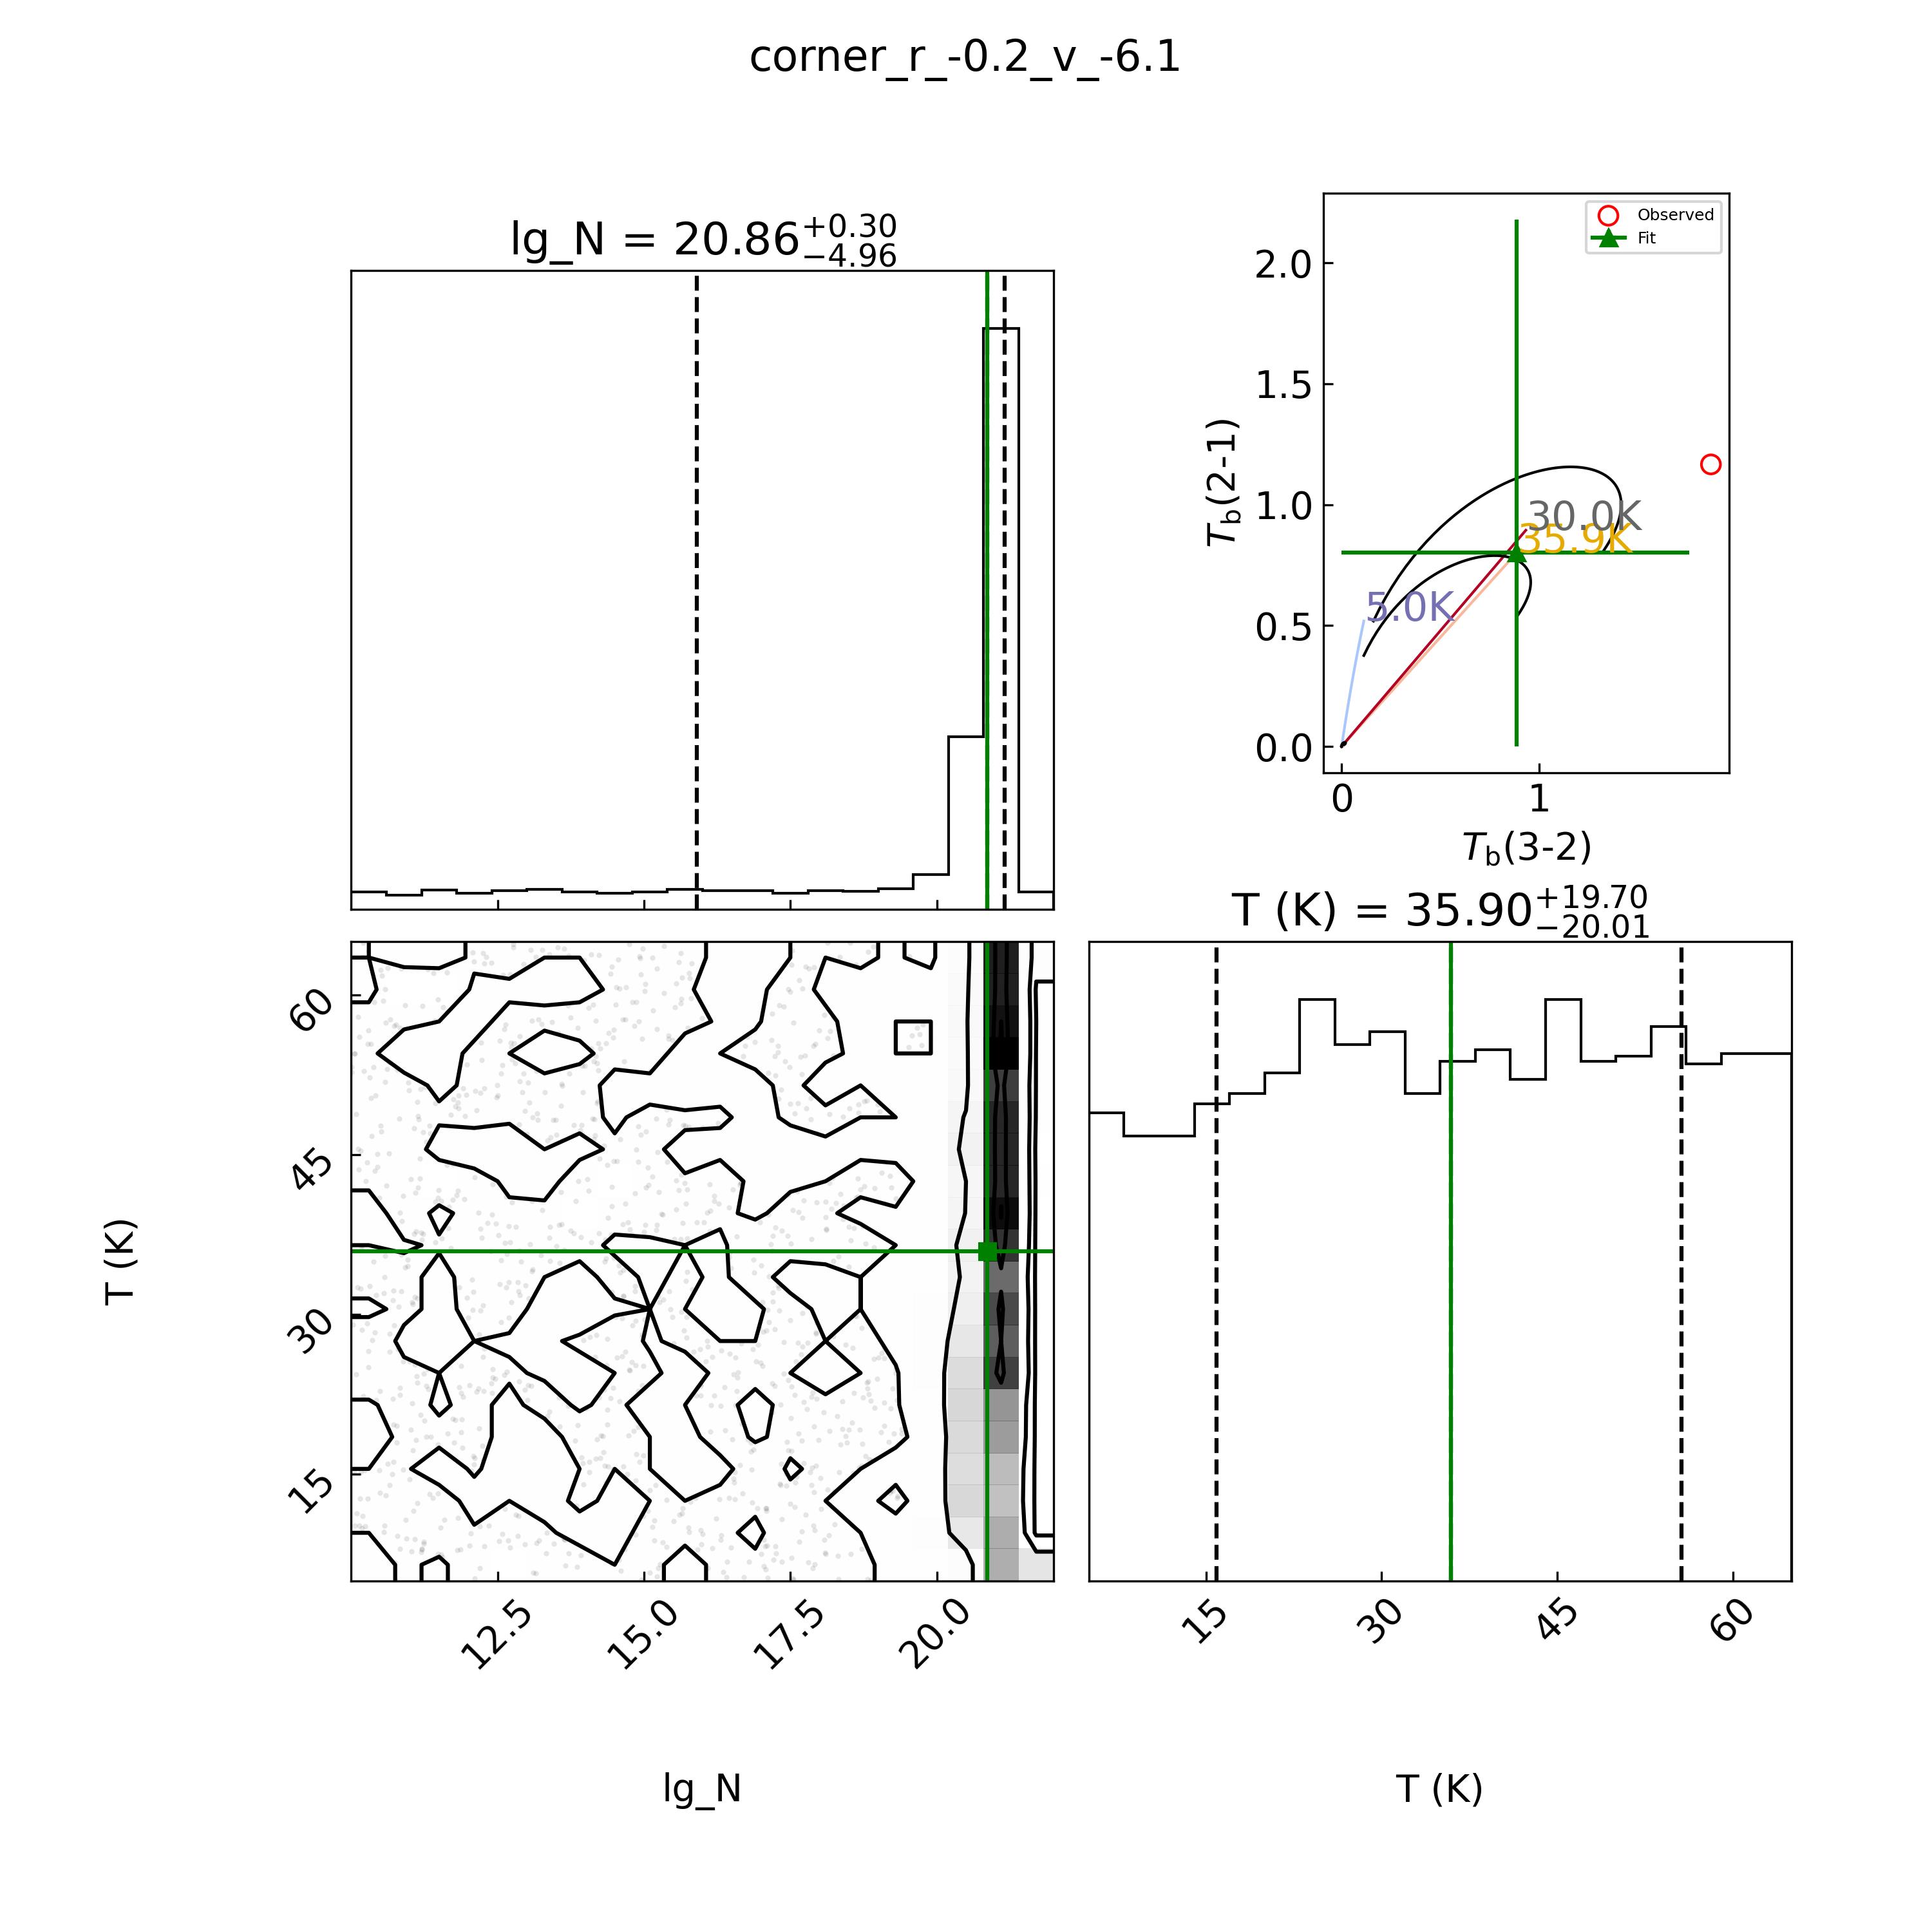 corner_r_-0.2_v_-6.1
lg_N = 20.86 +0.30 −4.96
Observed
Fit
2.0
1.5
1.0
0.5
0.0
T_b(2-1)
30.0K
35.9K
5.0K
0 1
T_b(3-2)
T (K) = 35.90 +19.70 −20.01
60
45
30
15
T (K)
12.5 15.0 17.5 20.0
lg_N
15 30 45 60
T (K)